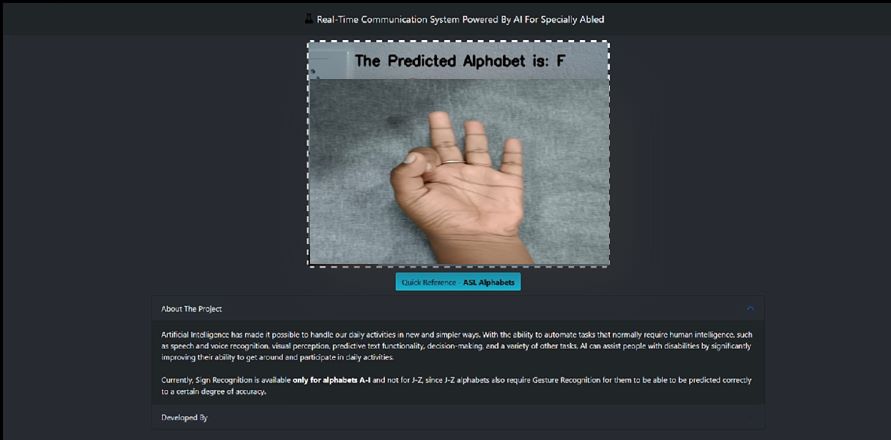 Real-Time Communication System Powered By AI For Specially Abled
The Predicted Alphabet is: F
Quick Reference - ASL Alphabets
About The Project
Artificial Intelligence has made it possible to handle our daily activities in new and simpler ways. With the ability to automate tasks that normally require human intelligence, such
as speech and voice recognition, visual perception, predictive text functionality, decision-making, and a variety of other tasks. AI can assist people with disabilities by significantly
improving their ability to get around and participate in daily activities.
Currently, Sign Recognition is available only for alphabets A-I and not for J-Z, since J-Z alphabets also require Gesture Recognition for them to be able to be predicted correctly
to a certain degree of accuracy.
Developed By